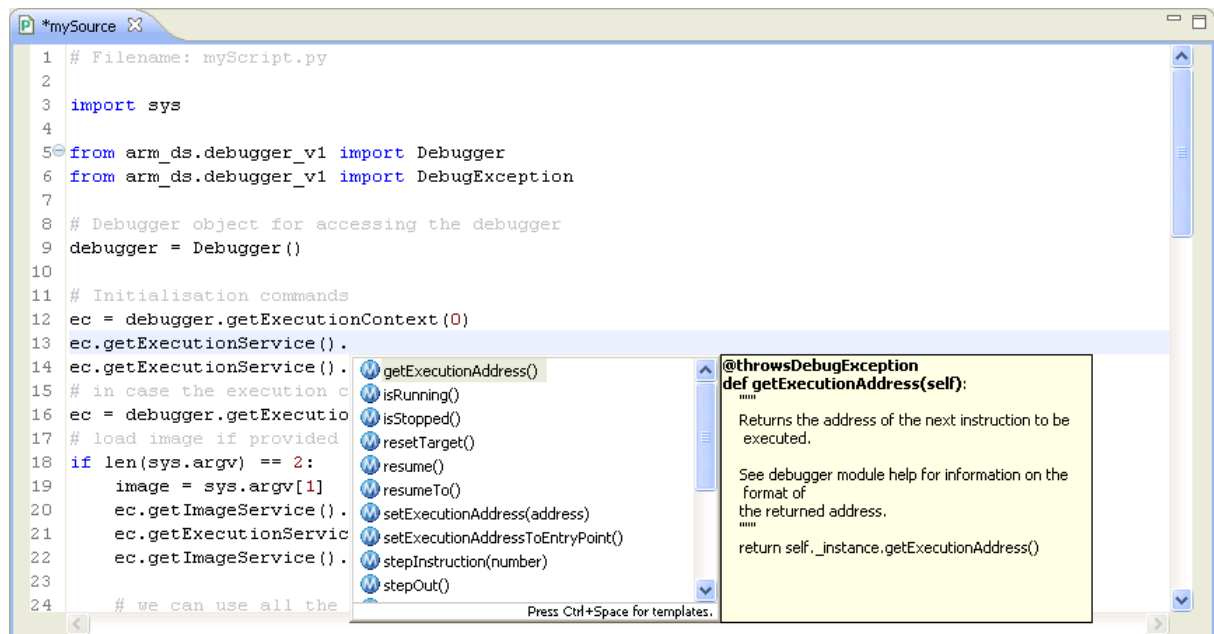 *mySource
1 # Filename: myScript.py
2
3 import sys
4
5 from arm_ds.debugger_v1 import Debugger
6 from arm_ds.debugger_v1 import DebugException
7
8 # Debugger object for accessing the debugger
9 debugger = Debugger()
10
11 # Initialisation commands
12 ec = debugger.getExecutionContext(0)
13 ec.getExecutionService().
14 ec.getExecutionService().
15 # in case the execution c
16 ec = debugger.getExecutio
17 # load image if provided
18 if len(sys.argv) == 2:
19     image = sys.argv[1]
20     ec.getImageService().
21     ec.getExecutionServic
22     ec.getImageService().
23
24     # we can use all the
getExecutionAddress()
isRunning()
isStopped()
resetTarget()
resume()
resumeTo()
setExecutionAddress(address)
setExecutionAddressToEntryPoint()
stepInstruction(number)
stepOut()
Press Ctrl+Space for templates.
@throwsDebugException
def getExecutionAddress(self):
"""
Returns the address of the next instruction to be
executed.
See debugger module help for information on the
format of
the returned address.
"""
return self._instance.getExecutionAddress()